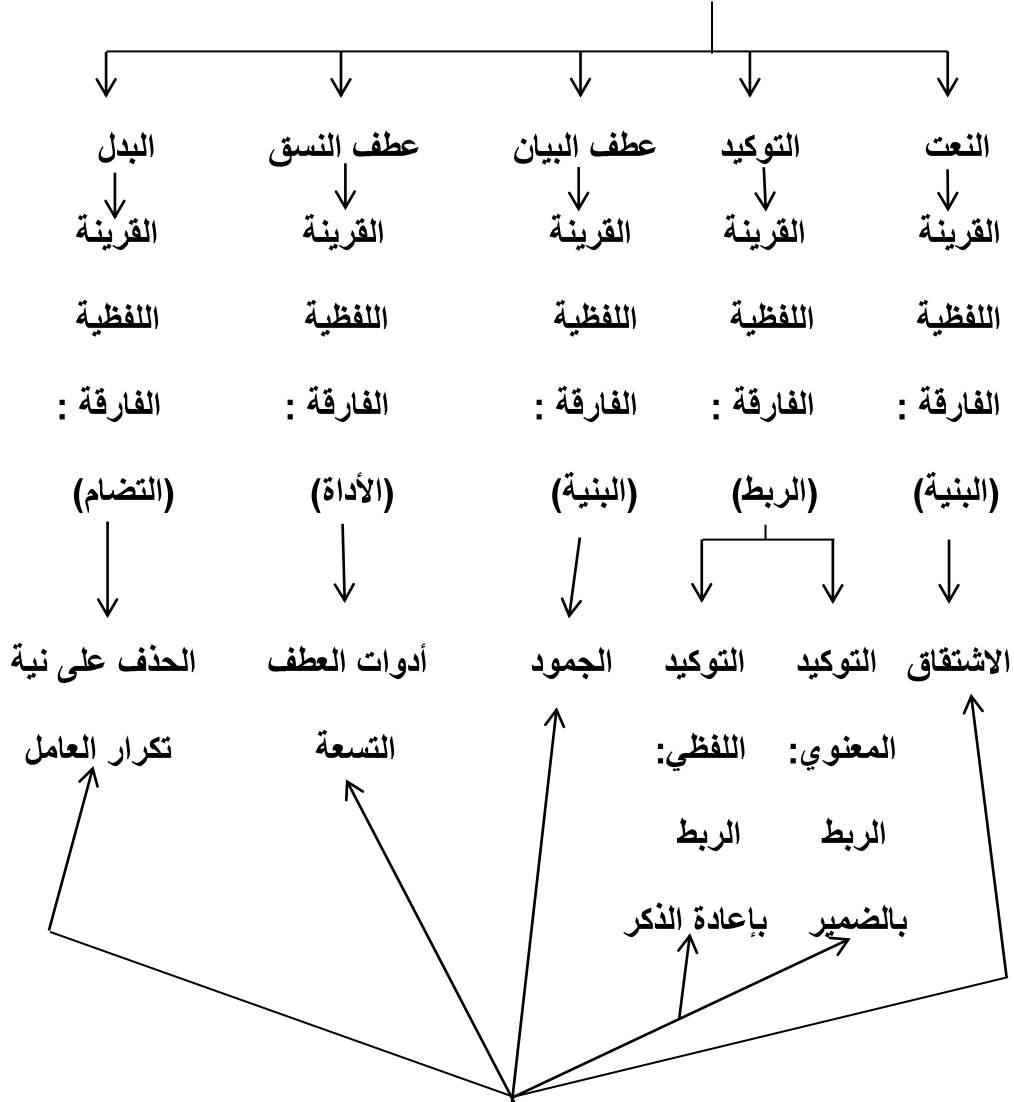 النعت التوكيد عطف البيان عطف النسق البدل
القرينة القرينة القرينة القرينة القرينة
اللفظية اللفظية اللفظية اللفظية اللفظية
الفارقة : الفارقة : الفارقة : الفارقة : الفارقة :
(البنية) (الربط) (البنية) (الأداة) (التضام)
الاشتقاق التوكيد التوكيد الجمود أدوات العطف الحذف على نية
المعنوي: اللفظي: التسعة تكرار العامل
الربط الربط
بالضمير بإعادة الذكر